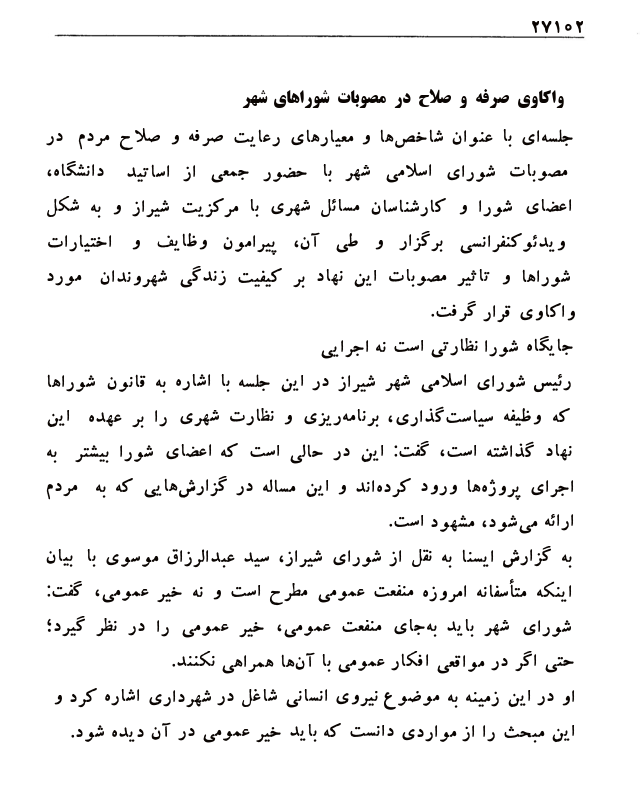 ۲۷۱۰۲
واکاوی صرفه و صلاح در مصوبات شوراهای شهر
جلسه‌ای با عنوان شاخص‌ها و معیارهای رعایت صرفه و صلاح مردم در
مصوبات شورای اسلامی شهر با حضور جمعی از اساتید دانشگاه،
اعضای شورا و کارشناسان مسائل شهری با مرکزیت شیراز و به شکل
ویدئوکنفرانسی برگزار و طی آن، پیرامون وظایف و اختیارات
شوراها و تاثیر مصوبات این نهاد بر کیفیت زندگی شهروندان مورد
واکاوی قرار گرفت.
جایگاه شورا نظارتی است نه اجرایی
رئیس شورای اسلامی شهر شیراز در این جلسه با اشاره به قانون شوراها
که وظیفه سیاست‌گذاری، برنامه‌ریزی و نظارت شهری را بر عهده این
نهاد گذاشته است، گفت: این در حالی است که اعضای شورا بیشتر به
اجرای پروژه‌ها ورود کرده‌اند و این مساله در گزارش‌هایی که به مردم
ارائه می‌شود، مشهود است.
به گزارش ایسنا به نقل از شورای شیراز، سید عبدالرزاق موسوی با بیان
اینکه متأسفانه امروزه منفعت عمومی مطرح است و نه خیر عمومی، گفت:
شورای شهر باید به‌جای منفعت عمومی، خیر عمومی را در نظر گیرد؛
حتی اگر در مواقعی افکار عمومی با آن‌ها همراهی نکنند.
او در این زمینه به موضوع نیروی انسانی شاغل در شهرداری اشاره کرد و
این مبحث را از مواردی دانست که باید خیر عمومی در آن دیده شود.